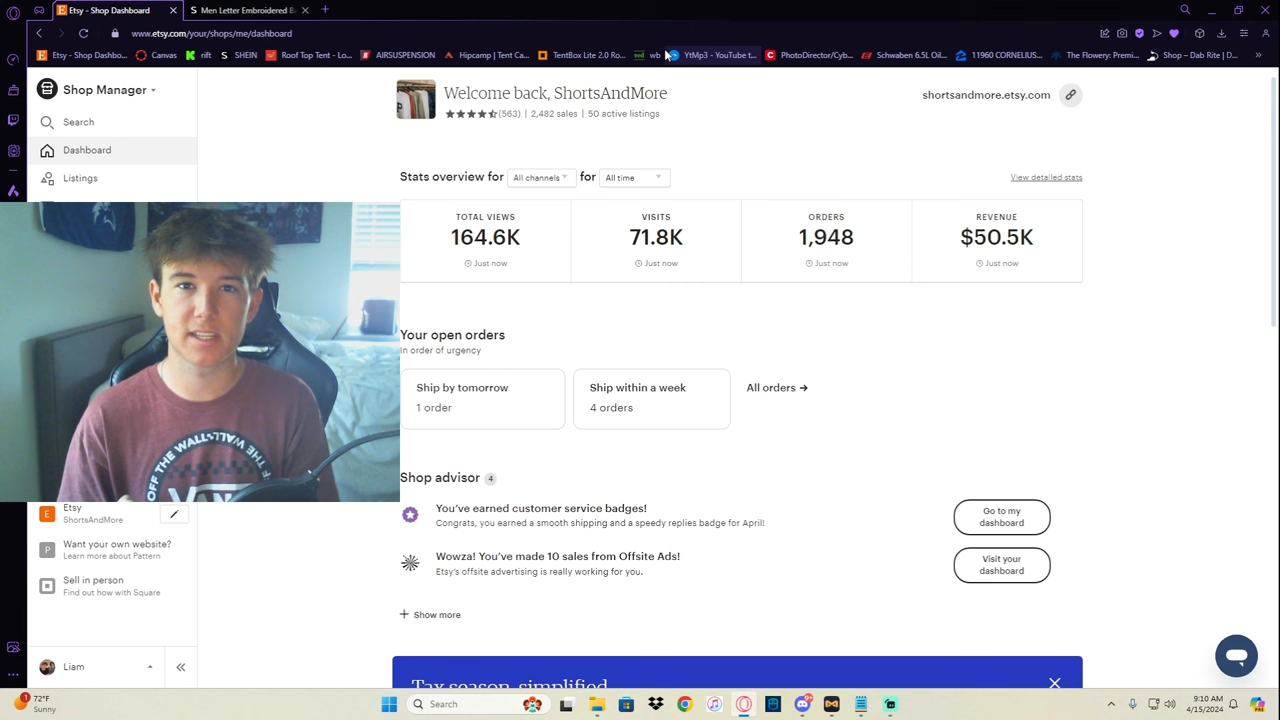 Etsy - Shop Dashboard
Men Letter Embroidered B
www.etsy.com/your/shops/me/dashboard
Etsy - Shop Dashbo...
Canvas
rift
SHEIN
Roof Top Tent - Lo...
AIRSUSPENSION
Hipcamp | Tent Ca...
TentBox Lite 2.0 Ro...
wb
YtMp3 - YouTube t...
PhotoDirector/Cyb...
Schwaben 6.5L Oil...
11960 CORNELIUS...
The Flowery: Premi...
Shop – Dab Rite | D...
Shop Manager
Search
Dashboard
Listings
Welcome back, ShortsAndMore
(563) | 2,482 sales | 50 active listings
shortsandmore.etsy.com
Stats overview for All channels for All time
View detailed stats
TOTAL VIEWS
164.6K
Just now
VISITS
71.8K
Just now
ORDERS
1,948
Just now
REVENUE
$50.5K
Just now
Your open orders
In order of urgency
Ship by tomorrow
1 order
Ship within a week
4 orders
All orders →
OFF THE WALL
VANS
Shop advisor 4
You've earned customer service badges!
Congrats, you earned a smooth shipping and a speedy replies badge for April!
Go to my
dashboard
Wowza! You've made 10 sales from Offsite Ads!
Etsy's offsite advertising is really working for you.
Visit your
dashboard
+ Show more
Tax season, simplified
E
Etsy
ShortsAndMore
P
Want your own website?
Learn more about Pattern
Sell in person
Find out how with Square
Liam
1
72°F
Sunny
Search
9+
9:10 AM
4/15/2024